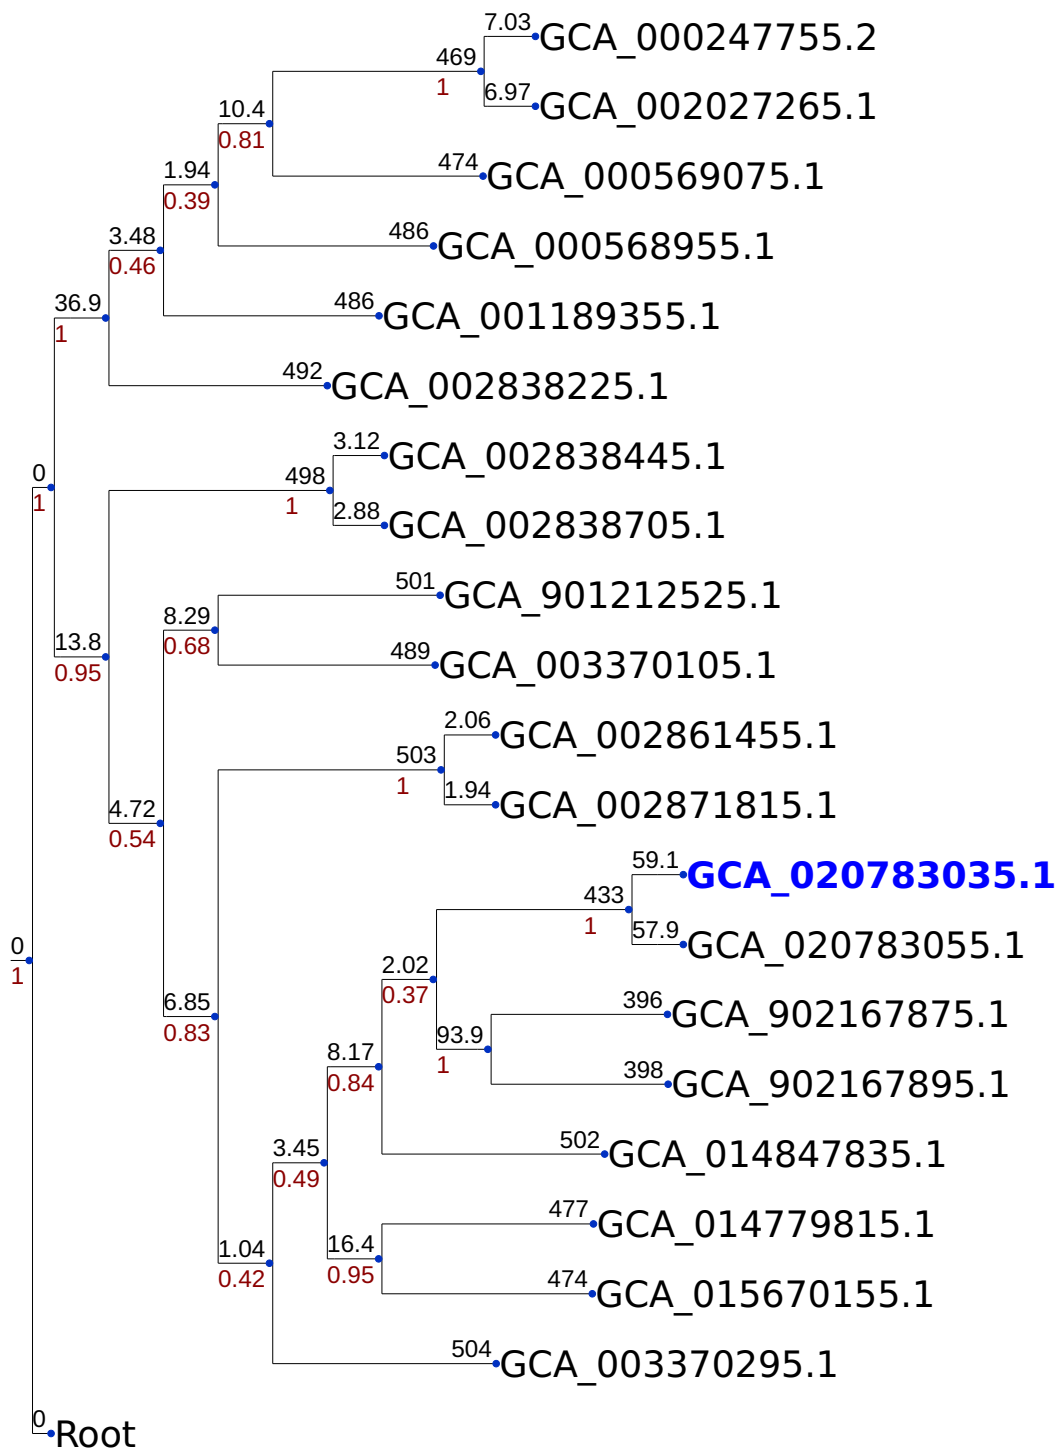 7.03
GCA_000247755.2
469
1
6.97
GCA_002027265.1
10.4
0.81
474
GCA_000569075.1
1.94
0.39
486
GCA_000568955.1
3.48
0.46
486
GCA_001189355.1
36.9
1
492
GCA_002838225.1
3.12
GCA_002838445.1
0
1
498
1
2.88
GCA_002838705.1
501
GCA_901212525.1
8.29
0.68
13.8
0.95
489
GCA_003370105.1
2.06
GCA_002861455.1
503
1
1.94
GCA_002871815.1
4.72
0.54
59.1
GCA_020783035.1
433
1
57.9
GCA_020783055.1
0
1
2.02
0.37
6.85
0.83
396
GCA_902167875.1
93.9
1
8.17
0.84
398
GCA_902167895.1
502
GCA_014847835.1
3.45
0.49
477
GCA_014779815.1
1.04
0.42
16.4
0.95
474
GCA_015670155.1
504
GCA_003370295.1
0
Root